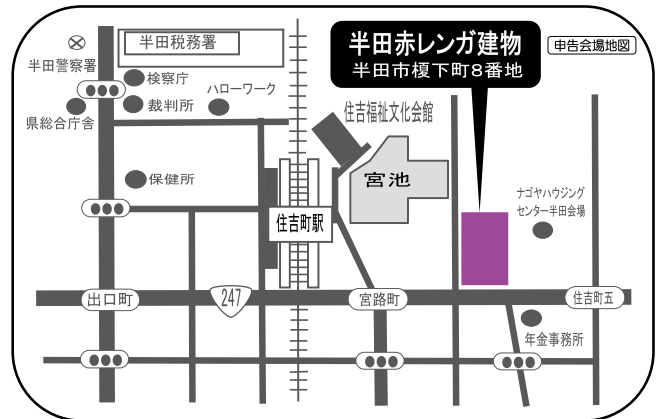 半田税務署
半田赤レンガ建物
半田市榎下町8番地
申告会場地図
半田警察署
検察庁
ハローワーク
県総合庁舎
裁判所
住吉福祉文化会館
保健所
宮池
ナゴヤハウジング
センター半田会場
住吉町駅
出口町
247
宮路町
住吉町五
年金事務所